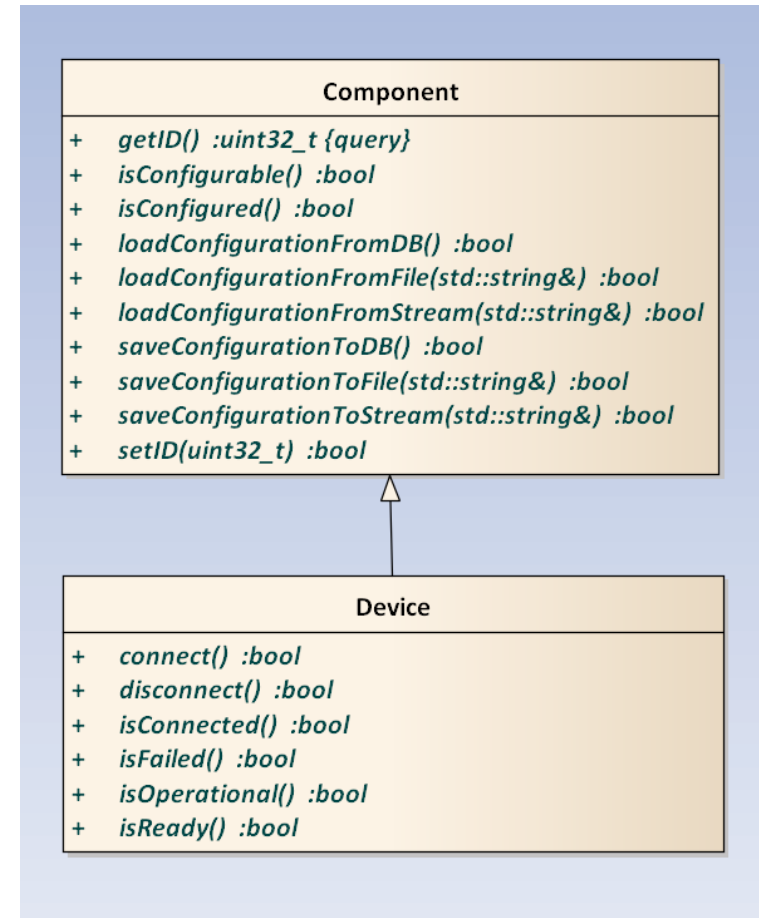 Component
+ getID() :uint32_t {query}
+ isConfigurable() :bool
+ isConfigured() :bool
+ loadConfigurationFromDB() :bool
+ loadConfigurationFromFile(std::string&) :bool
+ loadConfigurationFromStream(std::string&) :bool
+ saveConfigurationToDB() :bool
+ saveConfigurationToFile(std::string&) :bool
+ saveConfigurationToStream(std::string&) :bool
+ setID(uint32_t) :bool
Device
+ connect() :bool
+ disconnect() :bool
+ isConnected() :bool
+ isFailed() :bool
+ isOperational() :bool
+ isReady() :bool